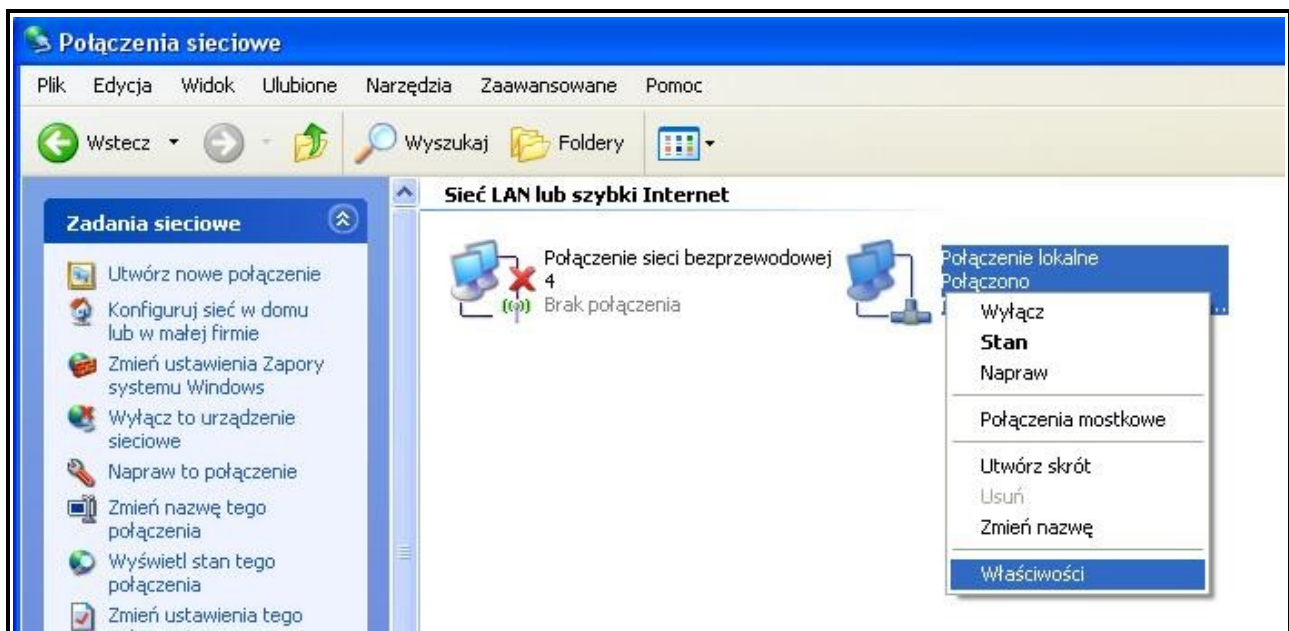 Połączenia sieciowe
Plik Edycja Widok Ulubione Narzędzia Zaawansowane Pomoc
Wstecz Wyszukaj Foldery
Zadania sieciowe
Utwórz nowe połączenie
Konfiguruj sieć w domu
lub w małej firmie
Zmień ustawienia Zapory
systemu Windows
Wyłącz to urządzenie
sieciowe
Napraw to połączenie
Zmień nazwę tego
połączenia
Wyświetl stan tego
połączenia
Zmień ustawienia tego
Sieć LAN lub szybki Internet
Połączenie sieci bezprzewodowej
4
Brak połączenia
Połączenie lokalne
Połączono
Wyłącz
Stan
Napraw
Połączenia mostkowe
Utwórz skrót
Usuń
Zmień nazwę
Właściwości